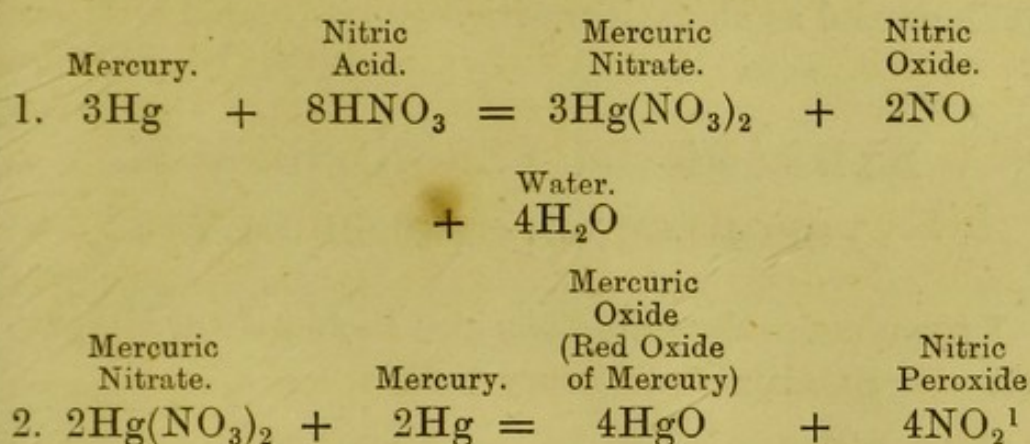 Nitric Mercuric Nitric
Mercury. Acid. Nitrate. Oxide.
1. 3Hg + 8HNO₃ = 3Hg(NO₃)₂ + 2NO
Water.
+ 4H₂O
Mercuric
Oxide
Mercuric (Red Oxide Nitric
Nitrate. Mercury. of Mercury) Peroxide
2. 2Hg(NO₃)₂ + 2Hg = 4HgO + 4NO₂¹